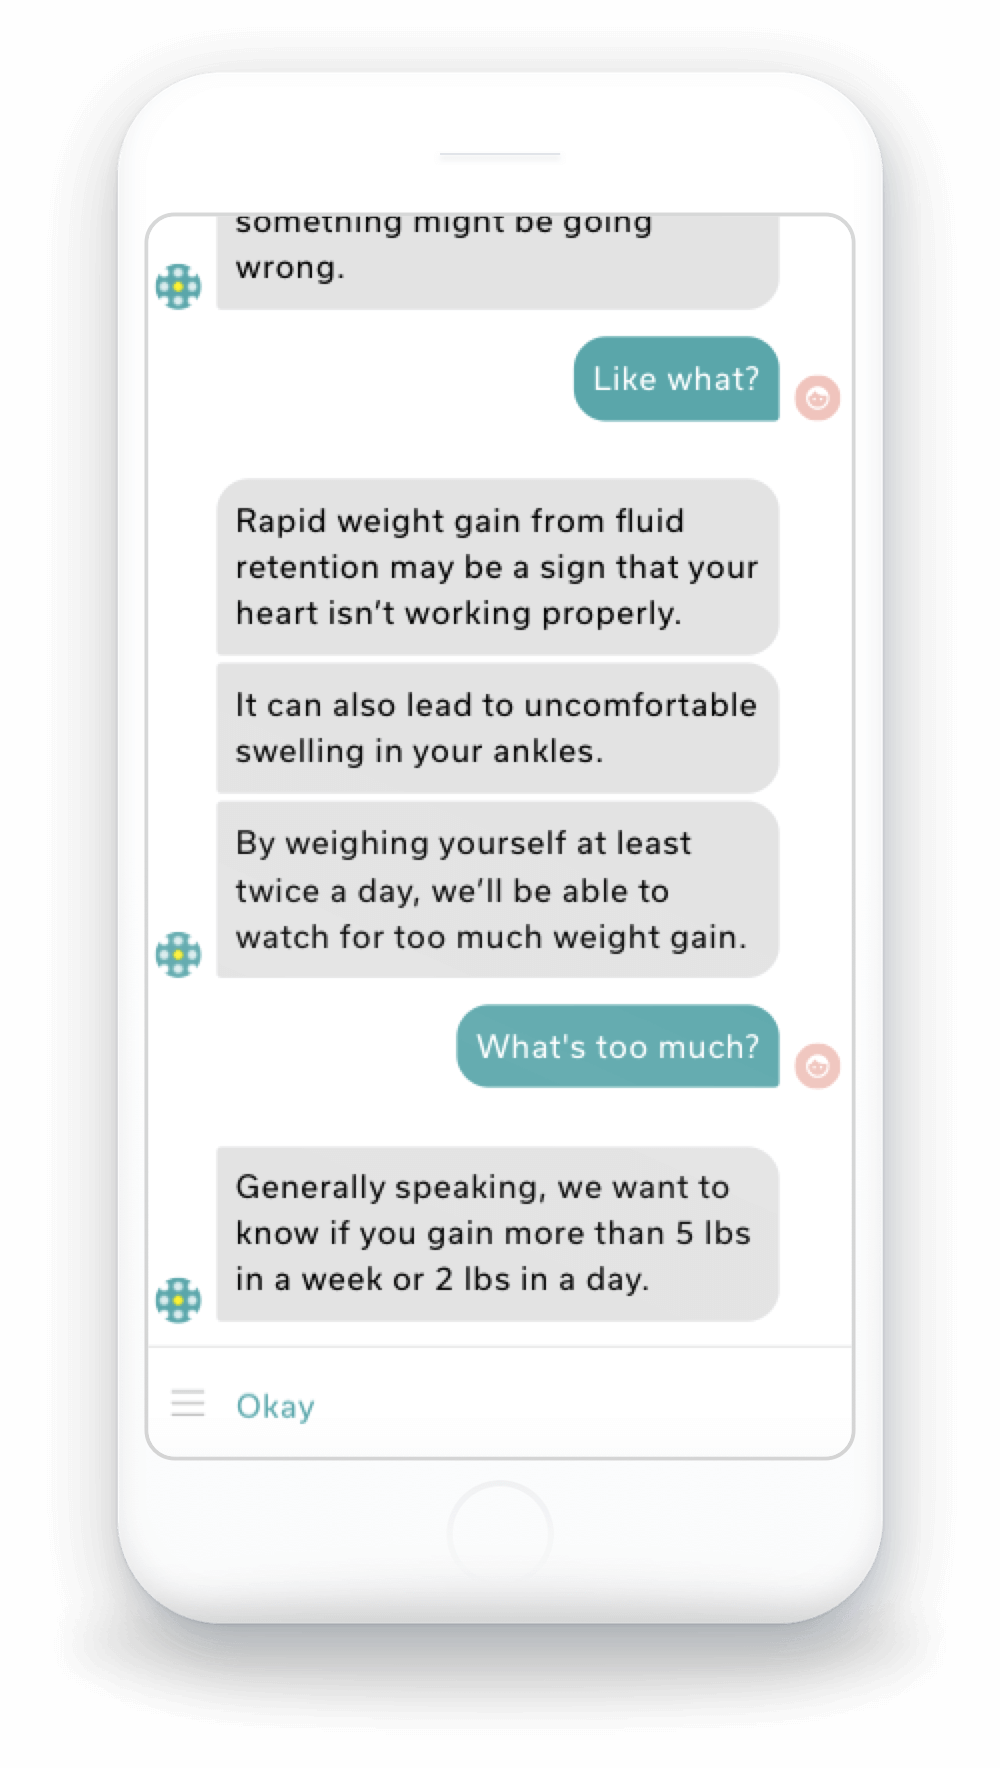 something might be going
wrong.
Like what?
Rapid weight gain from fluid
retention may be a sign that your
heart isn’t working properly.
It can also lead to uncomfortable
swelling in your ankles.
By weighing yourself at least
twice a day, we’ll be able to
watch for too much weight gain.
What's too much?
Generally speaking, we want to
know if you gain more than 5 lbs
in a week or 2 lbs in a day.
Okay